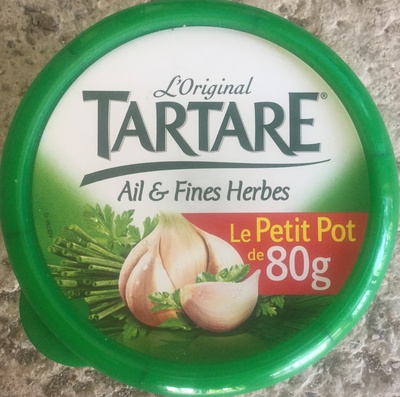 L'Original
TARTARE®
Ail & Fines Herbes
Le Petit Pot
de 80g